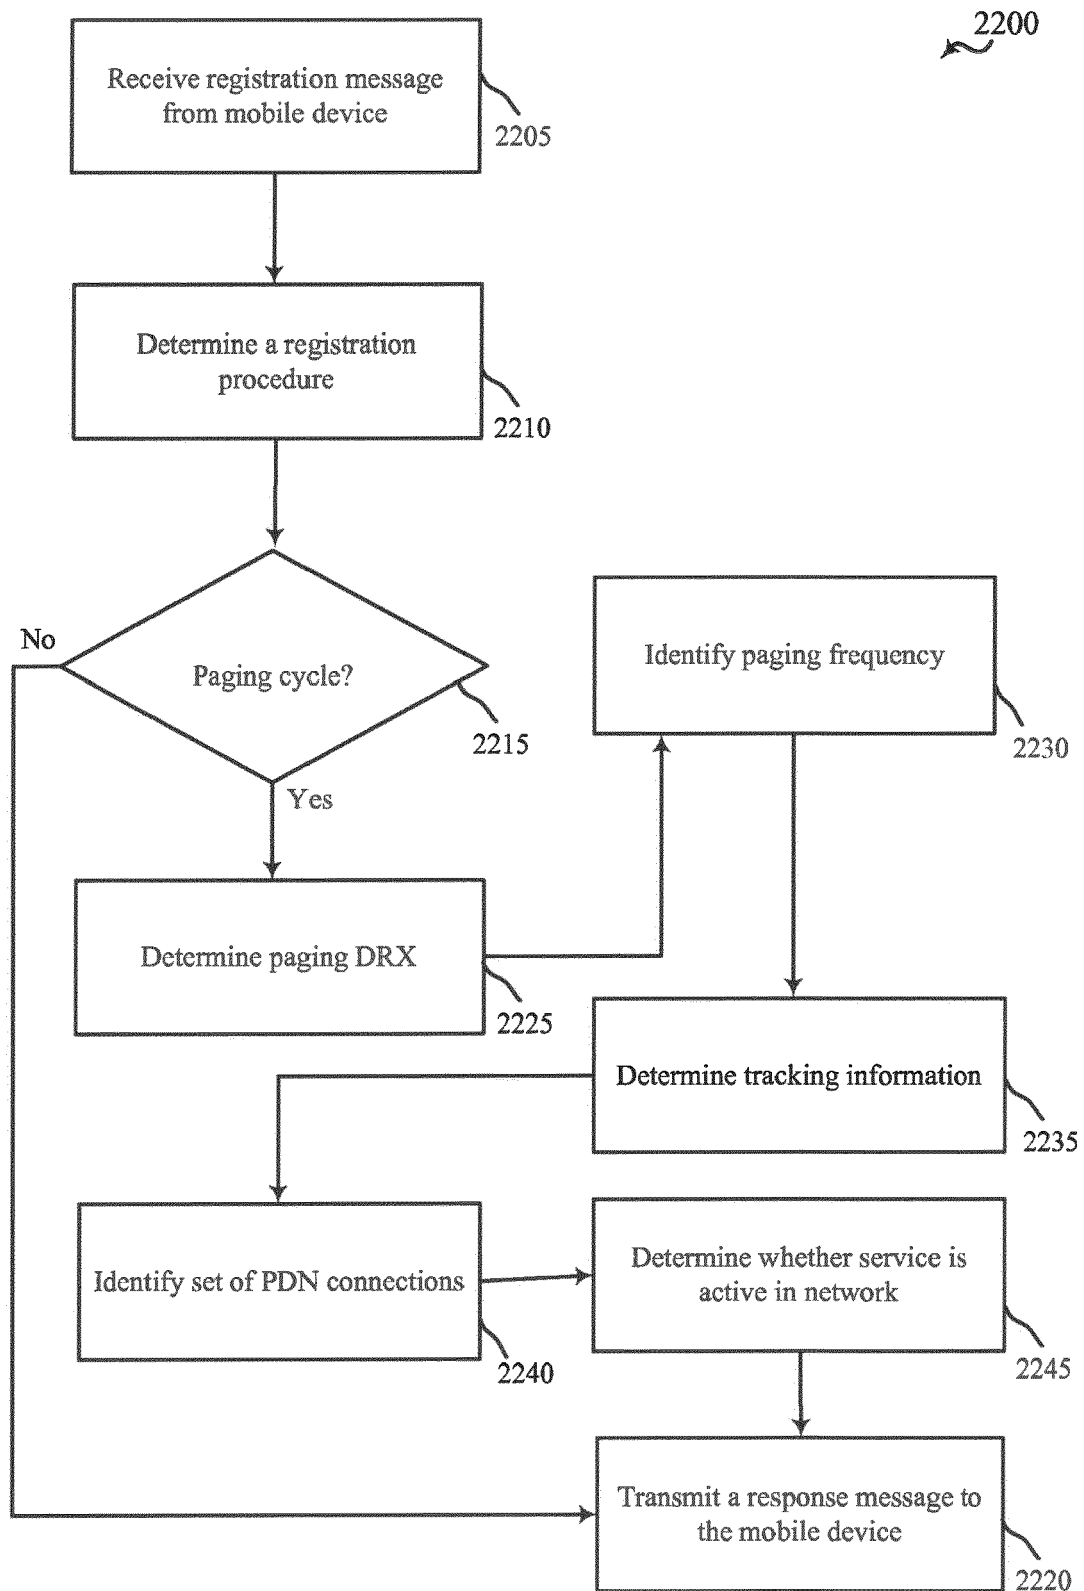 2200
Receive registration message
from mobile device
2205
Determine a registration
procedure
2210
No
Paging cycle?
2215
Yes
Identify paging frequency
2230
Determine paging DRX
2225
Determine tracking information
2235
Identify set of PDN connections
2240
Determine whether service is
active in network
2245
Transmit a response message to
the mobile device
2220